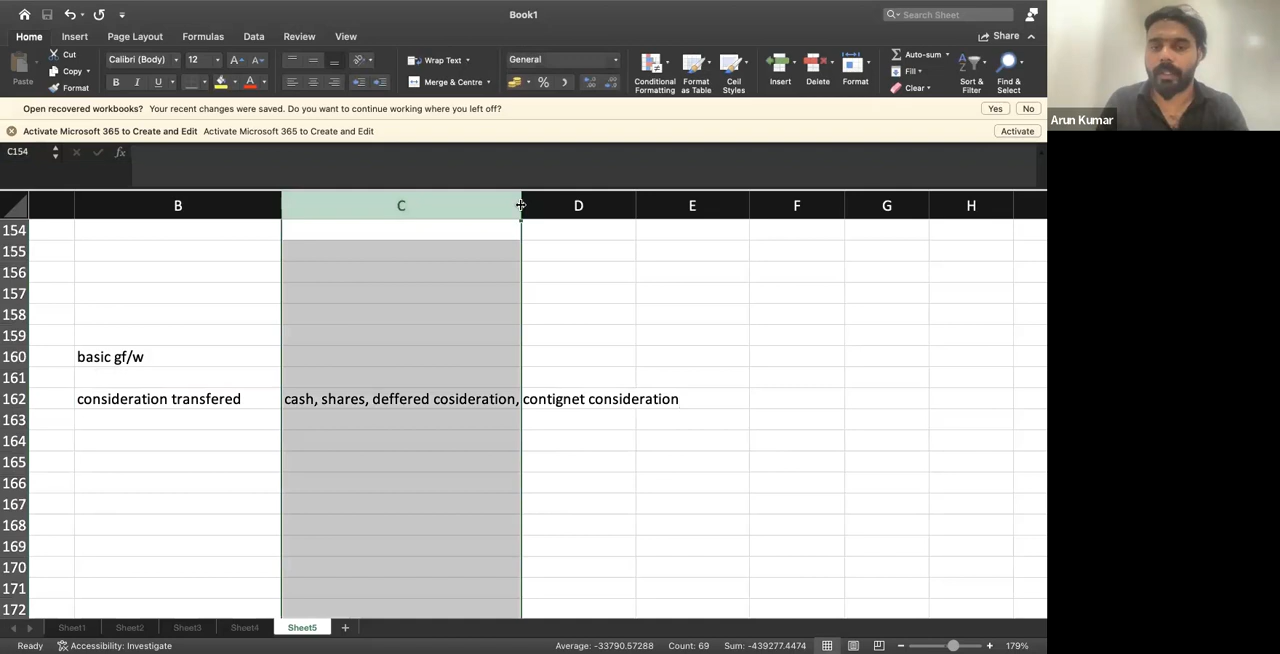 Book1
Search Sheet
Home Insert Page Layout Formulas Data Review View
Share
Paste
Cut
Copy
Format
Calibri (Body) 12
B I U
Wrap Text
Merge & Centre
General
Conditional Formatting
Format as Table
Cell Styles
Insert
Delete
Format
Auto-sum
Fill
Clear
Sort & Filter
Find & Select
Open recovered workbooks? Your recent changes were saved. Do you want to continue working where you left off? Yes No
Activate Microsoft 365 to Create and Edit Activate Microsoft 365 to Create and Edit Activate
Arun Kumar
C154 fx
B C D E F G H
154
155
156
157
158
159
160 basic gf/w
161
162 consideration transfered cash, shares, deffered cosideration, contignet consideration
163
164
165
166
167
168
169
170
171
172
Sheet1 Sheet2 Sheet3 Sheet4 Sheet5 +
Ready Accessibility: Investigate Average: -33790.57288 Count: 69 Sum: -439277.4474 179%